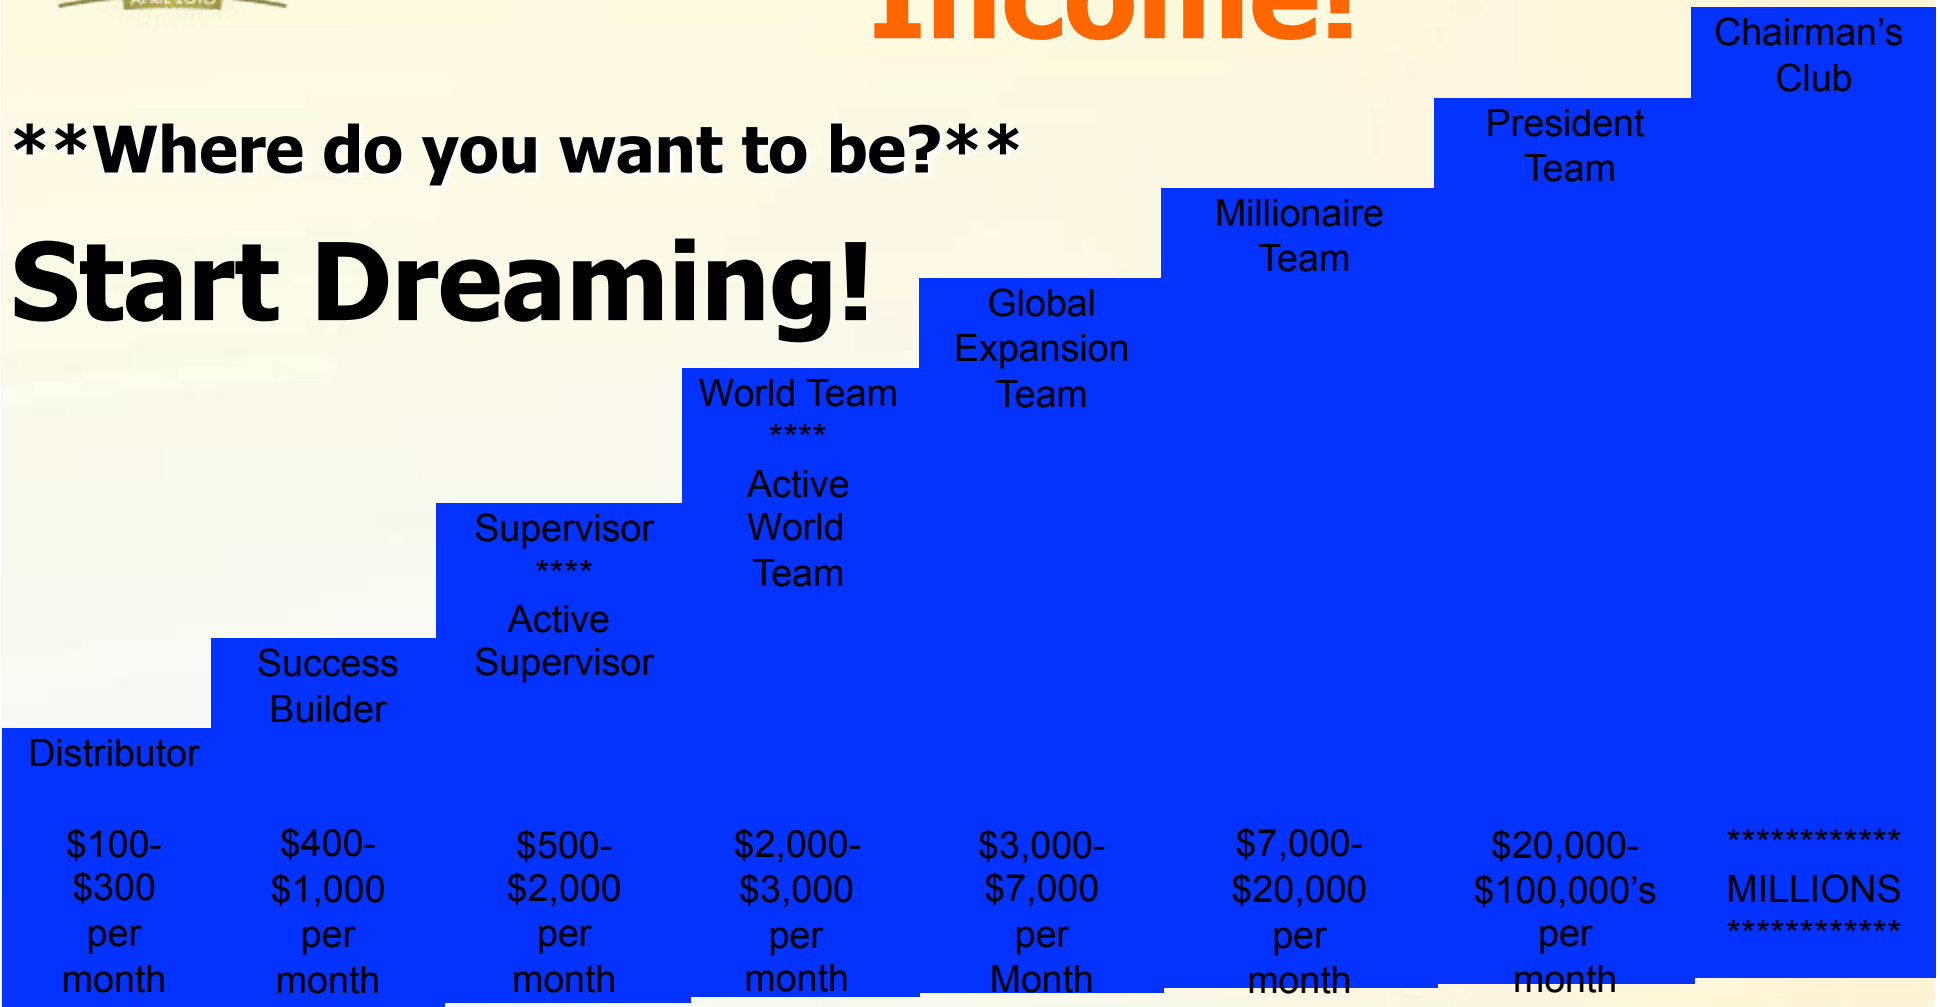 APRIL 2010
Income!
**Where do you want to be?**
Start Dreaming!
Chairman’s
Club
President
Team
Millionaire
Team
Global
Expansion
Team
World Team
****
Active
World
Team
Supervisor
****
Active
Supervisor
Success
Builder
Distributor
$100-
$300
per
month
$400-
$1,000
per
month
$500-
$2,000
per
month
$2,000-
$3,000
per
month
$3,000-
$7,000
per
Month
$7,000-
$20,000
per
month
$20,000-
$100,000’s
per
month
************
MILLIONS
************